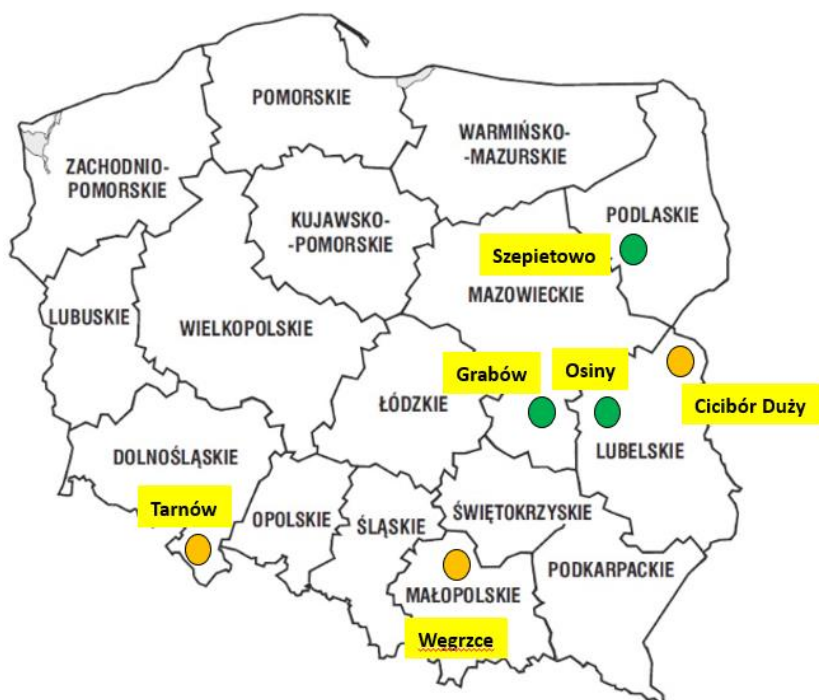 POMORSKIE
WARMIŃSKO-
-MAZURSKIE
ZACHODNIO-
POMORSKIE
KUJAWSKO-
-POMORSKIE
PODLASKIE
Szepietowo
MAZOWIECKIE
LUBUSKIE
WIELKOPOLSKIE
Grabów
Osiny
ŁÓDZKIE
Cicibór Duży
LUBELSKIE
DOLNOŚLĄSKIE
Tarnów
OPOLSKIE
ŚLĄSKIE
ŚWIĘTOKRZYSKIE
PODKARPACKIE
MAŁOPOLSKIE
Węgrzce